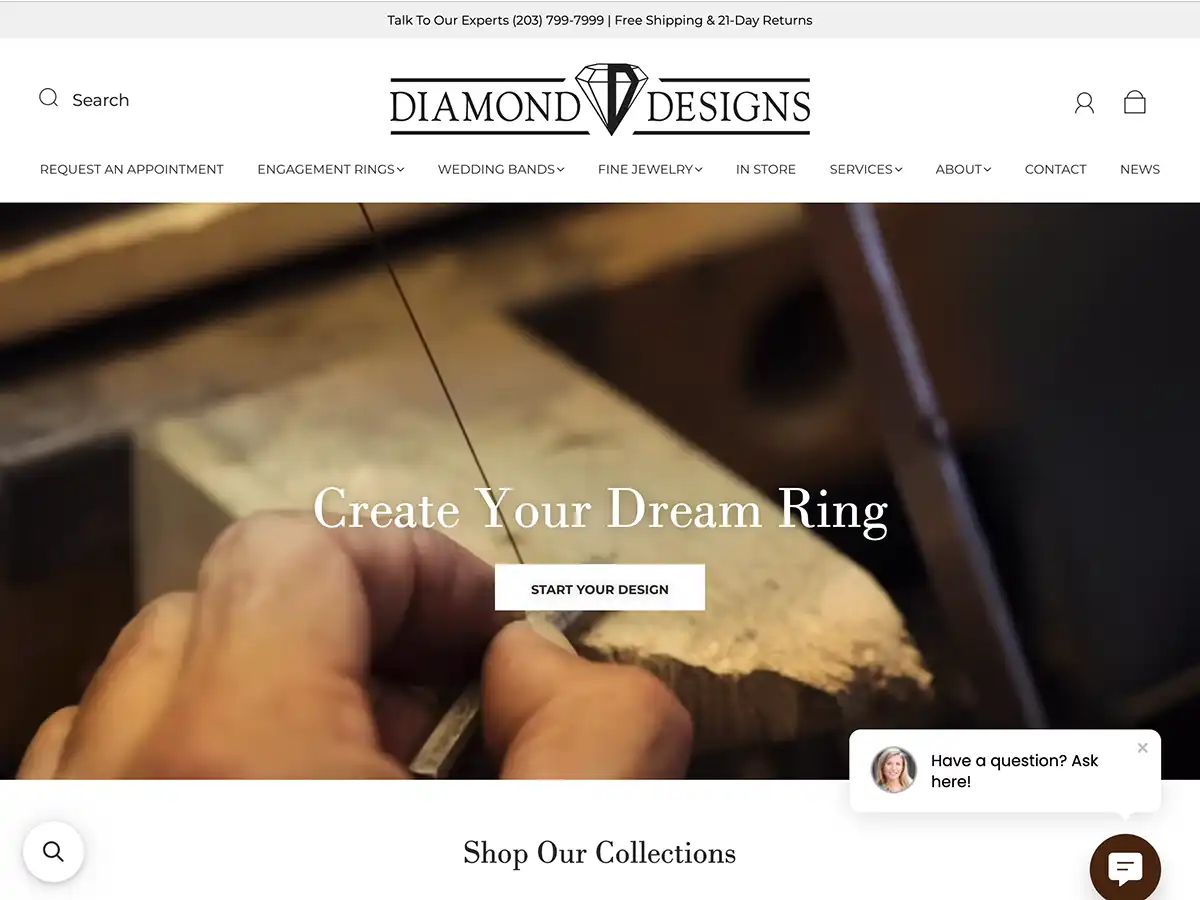 Talk To Our Experts (203) 799-7999 | Free Shipping & 21-Day Returns
Search
DIAMOND DESIGNS
REQUEST AN APPOINTMENT ENGAGEMENT RINGS WEDDING BANDS FINE JEWELRY IN STORE SERVICES ABOUT CONTACT NEWS
Create Your Dream Ring
START YOUR DESIGN
Have a question? Ask
here!
Shop Our Collections